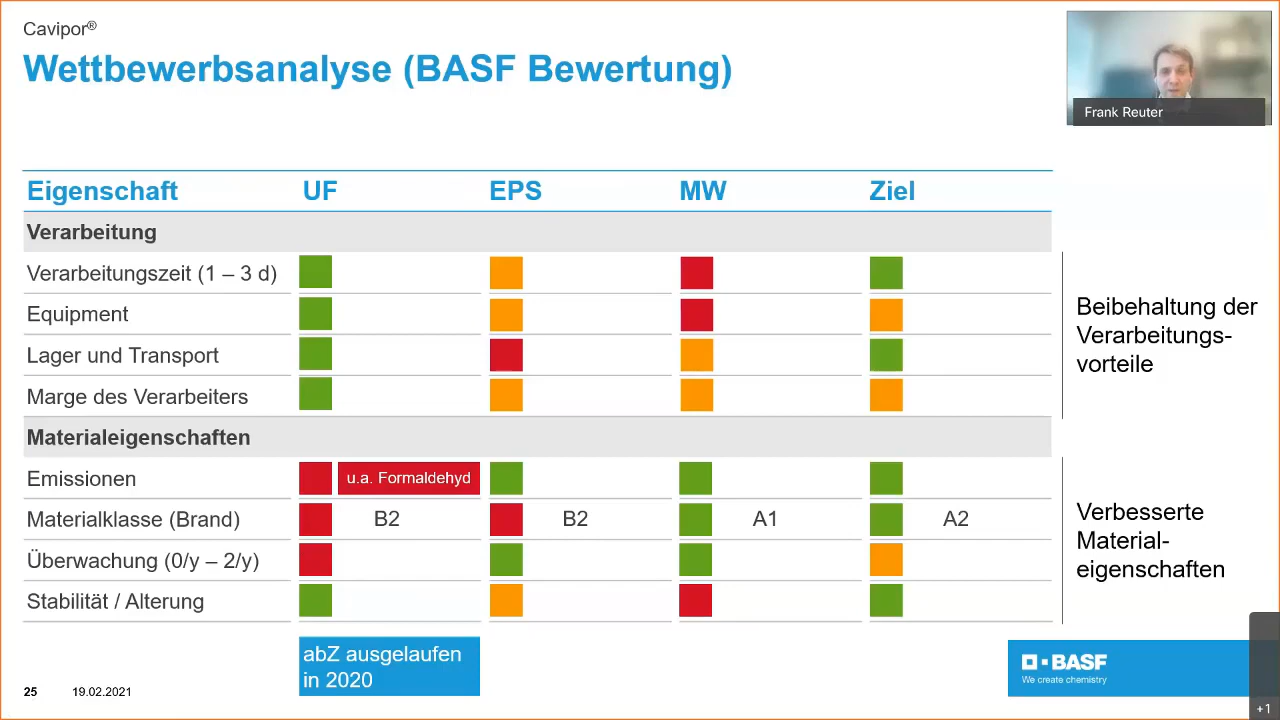 Cavipor®
Wettbewerbsanalyse (BASF Bewertung)
Frank Reuter
Eigenschaft UF EPS MW Ziel
Verarbeitung
Verarbeitungszeit (1 – 3 d)
Equipment
Lager und Transport
Marge des Verarbeiters
Beibehaltung der
Verarbeitungs-
vorteile
Materialeigenschaften
Emissionen u.a. Formaldehyd
Materialklasse (Brand) B2 B2 A1 A2
Überwachung (0/y – 2/y)
Stabilität / Alterung
Verbesserte
Material-
eigenschaften
abZ ausgelaufen
in 2020
25 19.02.2021
BASF
We create chemistry
+1